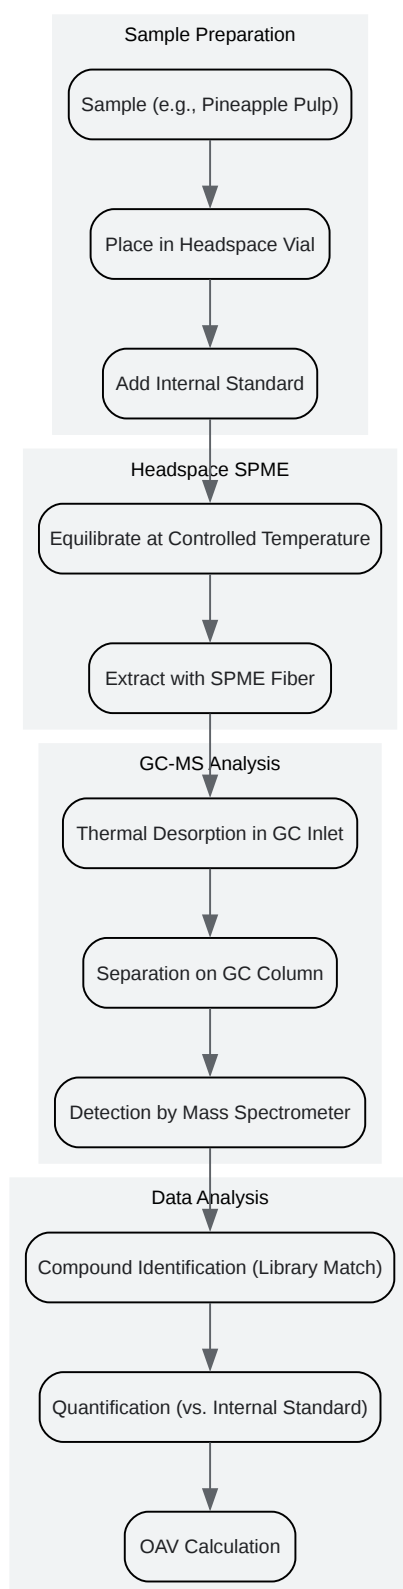 Sample Preparation
Sample (e.g., Pineapple Pulp)
Place in Headspace Vial
Add Internal Standard
Headspace SPME
Equilibrate at Controlled Temperature
Extract with SPME Fiber
GC-MS Analysis
Thermal Desorption in GC Inlet
Separation on GC Column
Detection by Mass Spectrometer
Data Analysis
Compound Identification (Library Match)
Quantification (vs. Internal Standard)
OAV Calculation